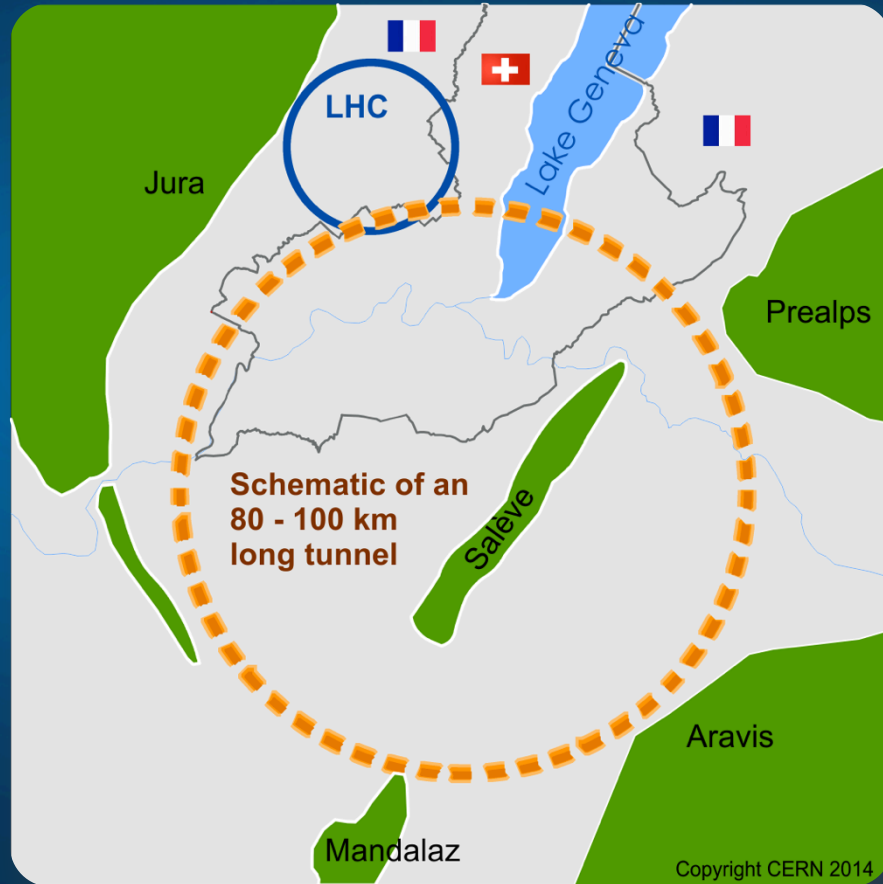 LHC
Lake Geneva
Jura
Prealps
Schematic of an
80 - 100 km
long tunnel
Salève
Aravis
Mandalaz
Copyright CERN 2014